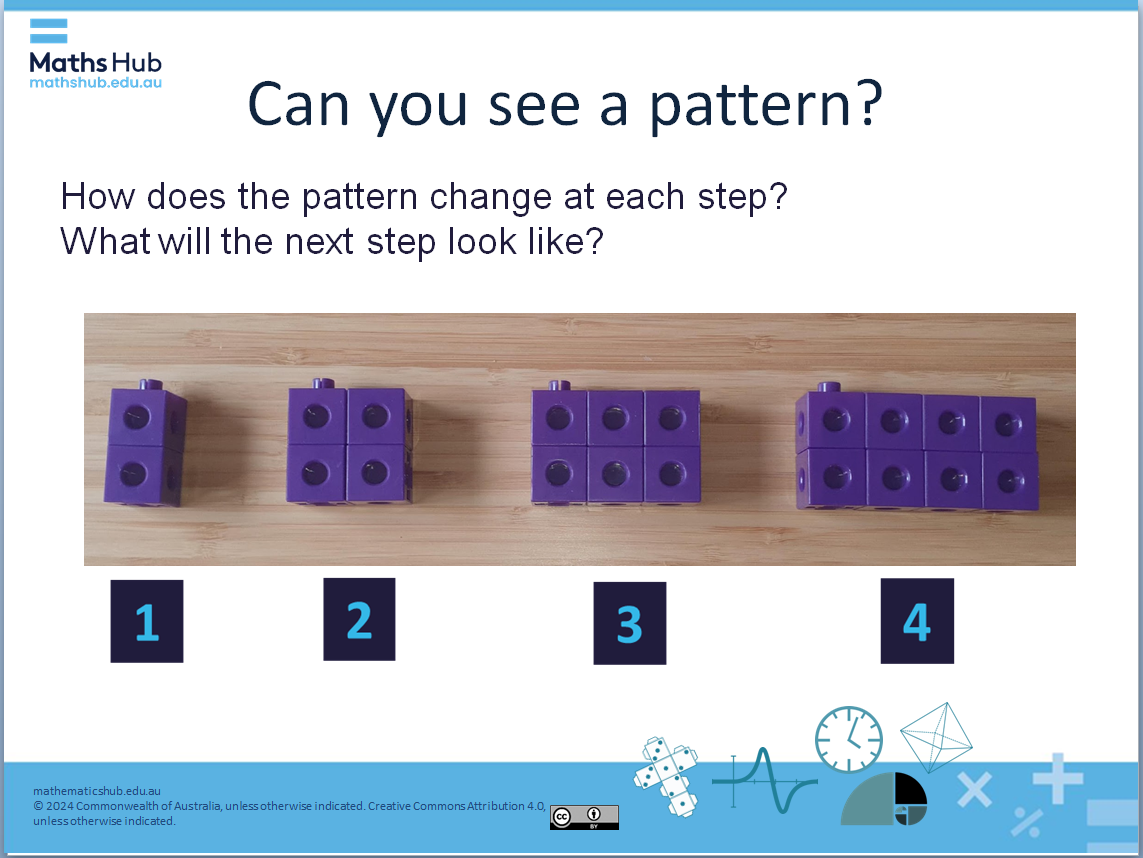 Maths Hub
mathshub.edu.au
Can you see a pattern?
How does the pattern change at each step?
What will the next step look like?
1
2
3
4
mathematicshub.edu.au
© 2024 Commonwealth of Australia, unless otherwise indicated. Creative Commons Attribution 4.0,
unless otherwise indicated.
cc
BY